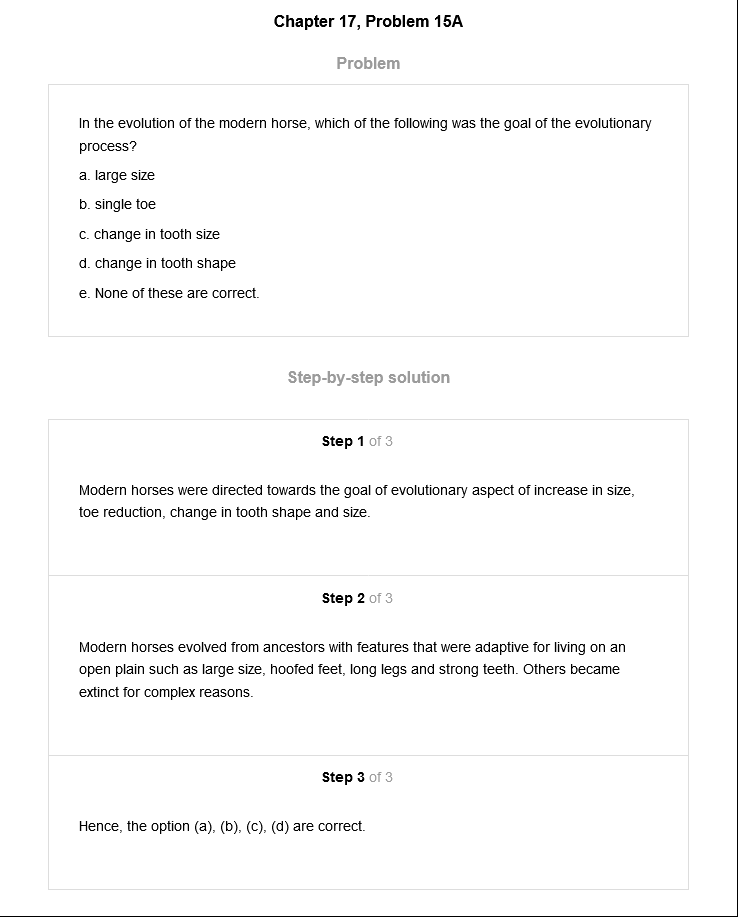 Chapter 17, Problem 15A
Problem
In the evolution of the modern horse, which of the following was the goal of the evolutionary
process?
a. large size
b. single toe
c. change in tooth size
d. change in tooth shape
e. None of these are correct.
Step-by-step solution
Step 1 of 3
Modern horses were directed towards the goal of evolutionary aspect of increase in size,
toe reduction, change in tooth shape and size.
Step 2 of 3
Modern horses evolved from ancestors with features that were adaptive for living on an
open plain such as large size, hoofed feet, long legs and strong teeth. Others became
extinct for complex reasons.
Step 3 of 3
Hence, the option (a), (b), (c), (d) are correct.